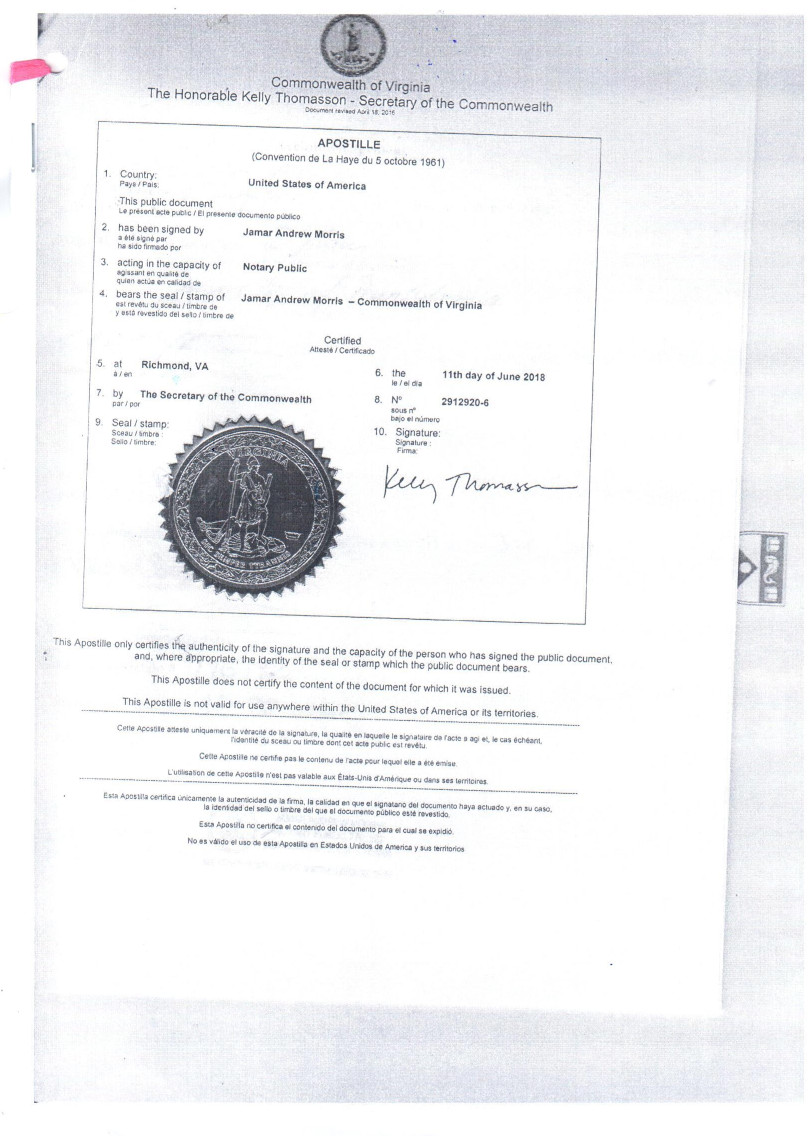 Commonwealth of Virginia
The Honorable Kelly Thomasson - Secretary of the Commonwealth
Document revised April 18, 2016
APOSTILLE
(Convention de La Haye du 5 octobre 1961)
1. Country: United States of America
Pays / País:
This public document
Le présent acte public / El presente documento público
2. has been signed by Jamar Andrew Morris
a été signé par
ha sido firmado por
3. acting in the capacity of Notary Public
agissant en qualité de
quien actúa en calidad de
4. bears the seal / stamp of Jamar Andrew Morris – Commonwealth of Virginia
est revêtu du sceau / timbre de
y está revestido del sello / timbre de
Certified
Attesté / Certificado
5. at Richmond, VA
à / en
6. the 11th day of June 2018
le / el día
7. by The Secretary of the Commonwealth
par / por
8. Nº 2912920-6
sous nº
bajo el número
9. Seal / stamp:
Sceau / timbre :
Sello / timbre:
10. Signature:
Signature :
Firma:
VIRGINIA
SIC SEMPER TYRANNIS
Kelly Thomasson
This Apostille only certifies the authenticity of the signature and the capacity of the person who has signed the public document,
and, where appropriate, the identity of the seal or stamp which the public document bears.
This Apostille does not certify the content of the document for which it was issued.
This Apostille is not valid for use anywhere within the United States of America or its territories.
Cette Apostille atteste uniquement la véracité de la signature, la qualité en laquelle le signataire de l'acte a agi et, le cas échéant,
l'identité du sceau ou timbre dont cet acte public est revêtu.
Cette Apostille ne certifie pas le contenu de l'acte pour lequel elle a été émise.
L'utilisation de cette Apostille n'est pas valable aux États-Unis d'Amérique ou dans ses territoires.
Esta Apostilla certifica únicamente la autenticidad de la firma, la calidad en que el signatario del documento haya actuado y, en su caso,
la identidad del sello o timbre del que el documento público esté revestido.
Esta Apostilla no certifica el contenido del documento para el cual se expidió.
No es válido el uso de esta Apostilla en Estados Unidos de America y sus territorios